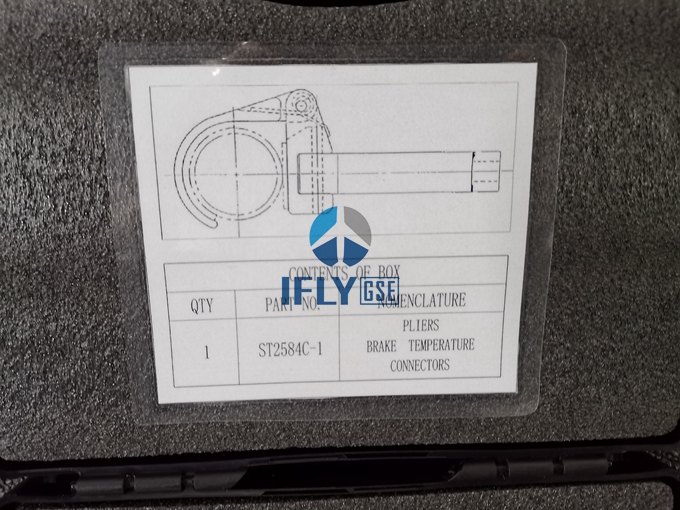 CONTENTS OF BOX
IFLY GSE
QTY PART NO. NOMENCLATURE
1 ST2584C-1 PLIERS
BRAKE TEMPERATURE
CONNECTORS